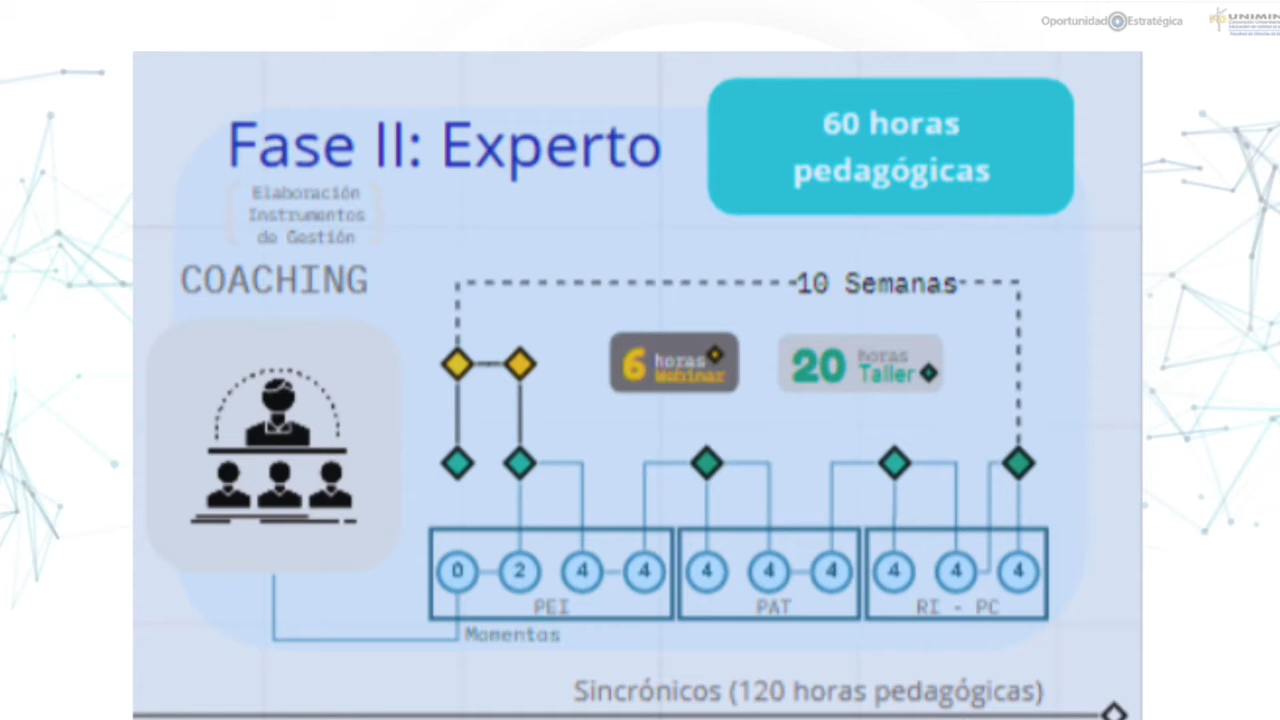 Oportunidad Estratégica
UNIMIN
Fase II: Experto
60 horas
pedagógicas
Elaboración
Instrumentos
de Gestión
COACHING
10 Semanas
6 horas
Webinar
20 horas
Taller
0 2 4 4 4 4 4 4 4 4
PEI PAT RI - PC
Momentos
Sincrónicos (120 horas pedagógicas)